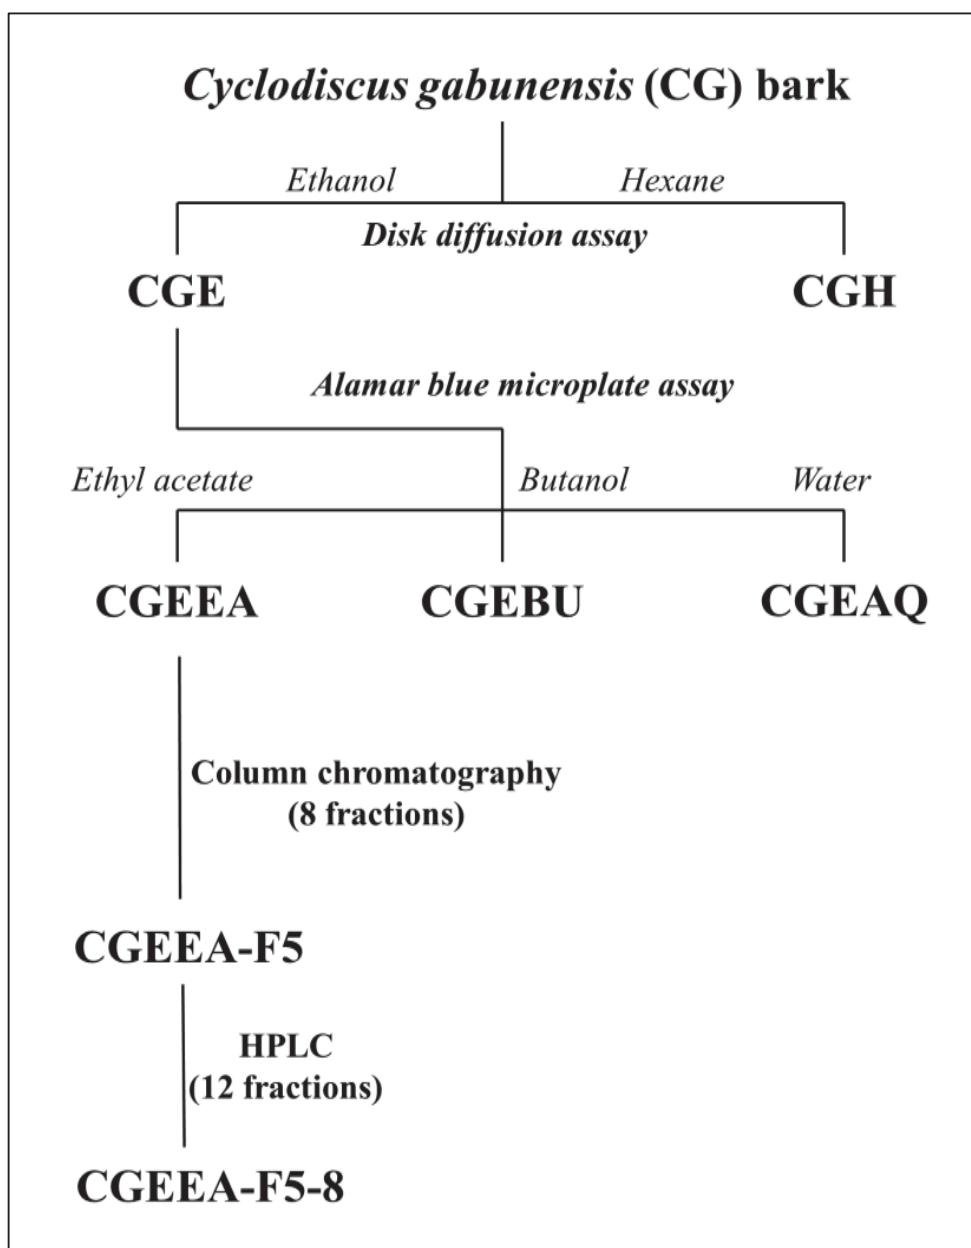 Cyclodiscus gabunensis (CG) bark
Ethanol
Hexane
Disk diffusion assay
CGE
CGH
Alamar blue microplate assay
Ethyl acetate
Butanol
Water
CGEEA
CGEBU
CGEAQ
Column chromatography
(8 fractions)
CGEEA-F5
HPLC
(12 fractions)
CGEEA-F5-8